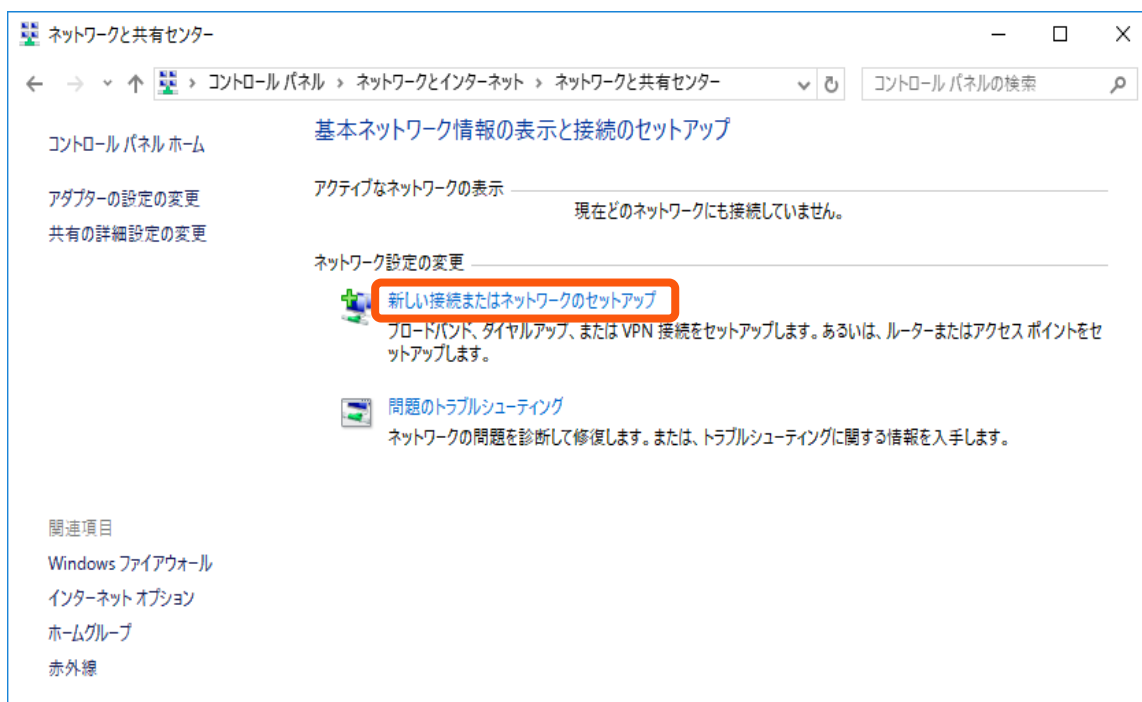 ネットワークと共有センター
コントロール パネル › ネットワークとインターネット › ネットワークと共有センター
コントロール パネルの検索
コントロール パネル ホーム
アダプターの設定の変更
共有の詳細設定の変更
基本ネットワーク情報の表示と接続のセットアップ
アクティブなネットワークの表示
現在どのネットワークにも接続していません。
ネットワーク設定の変更
新しい接続またはネットワークのセットアップ
ブロードバンド、ダイヤルアップ、または VPN 接続をセットアップします。あるいは、ルーターまたはアクセス ポイントをセ
ットアップします。
問題のトラブルシューティング
ネットワークの問題を診断して修復します。または、トラブルシューティングに関する情報を入手します。
関連項目
Windows ファイアウォール
インターネット オプション
ホームグループ
赤外線